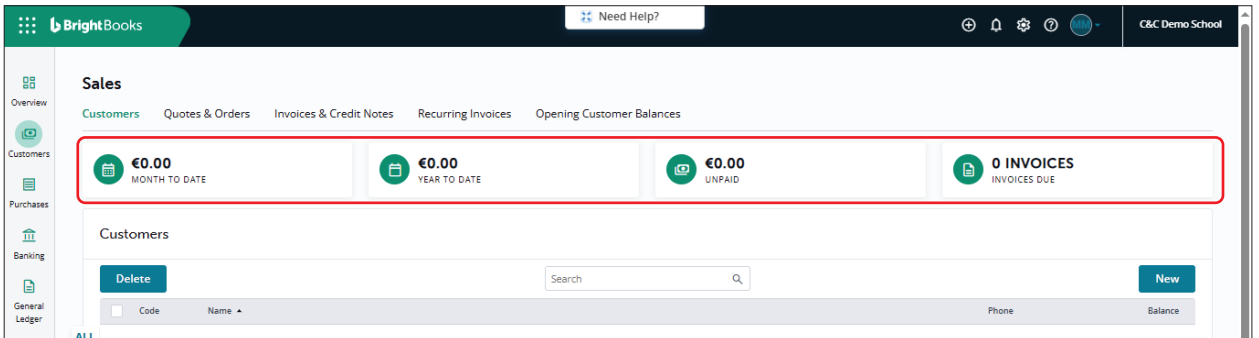 BrightBooks
Need Help?
MM
C&C Demo School
Overview
Customers
Purchases
Banking
General
Ledger
Sales
Customers Quotes & Orders Invoices & Credit Notes Recurring Invoices Opening Customer Balances
€0.00
MONTH TO DATE
€0.00
YEAR TO DATE
€0.00
UNPAID
0 INVOICES
INVOICES DUE
Customers
Delete
Search
New
Code Name Phone Balance
ALL